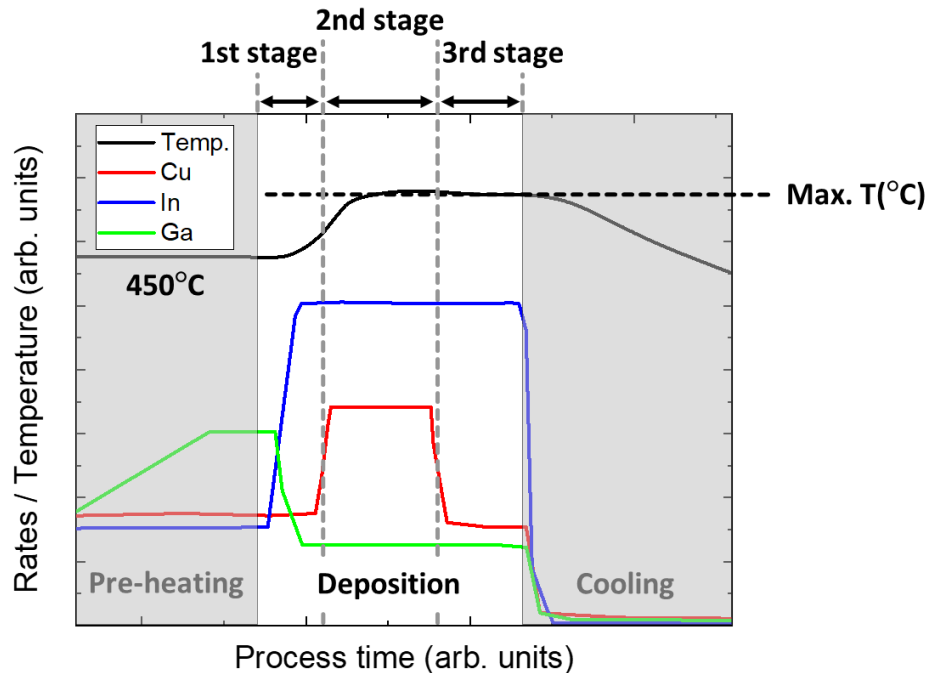 2nd stage
1st stage
3rd stage
Temp.
Cu
In
Ga
Max. T(°C)
450°C
Rates / Temperature (arb. units)
Pre-heating
Deposition
Cooling
Process time (arb. units)